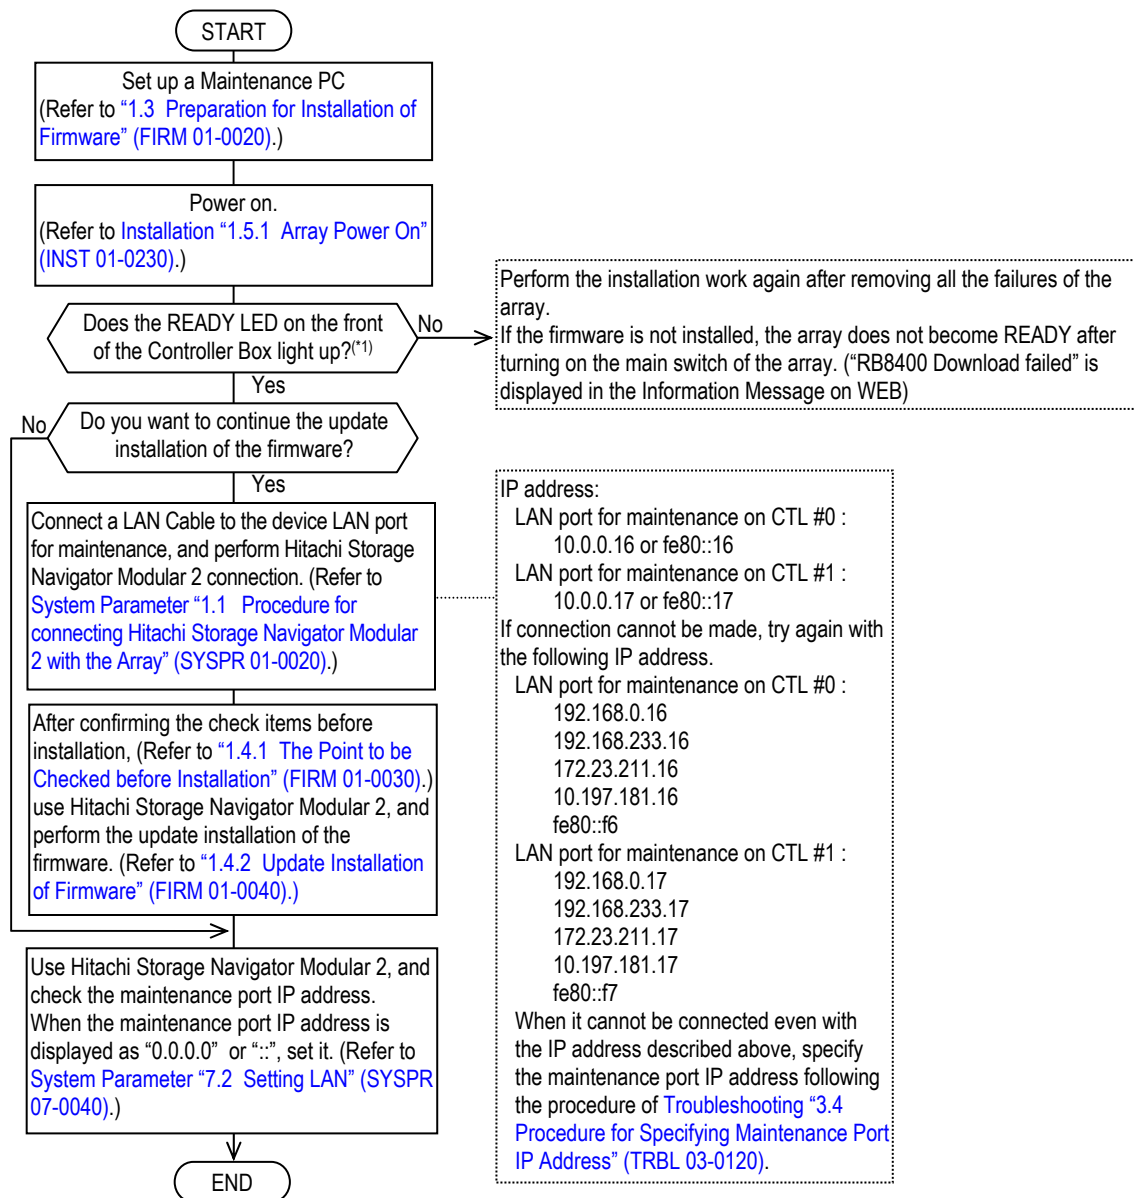 START
Set up a Maintenance PC
(Refer to “1.3 Preparation for Installation of
Firmware” (FIRM 01-0020).)
Power on.
(Refer to Installation “1.5.1 Array Power On”
(INST 01-0230).)
Does the READY LED on the front
of the Controller Box light up?(*1)
No
Perform the installation work again after removing all the failures of the
array.
If the firmware is not installed, the array does not become READY after
turning on the main switch of the array. (“RB8400 Download failed” is
displayed in the Information Message on WEB)
Yes
No
Do you want to continue the update
installation of the firmware?
Yes
Connect a LAN Cable to the device LAN port
for maintenance, and perform Hitachi Storage
Navigator Modular 2 connection. (Refer to
System Parameter “1.1 Procedure for
connecting Hitachi Storage Navigator Modular
2 with the Array” (SYSPR 01-0020).)
IP address:
LAN port for maintenance on CTL #0 :
10.0.0.16 or fe80::16
LAN port for maintenance on CTL #1 :
10.0.0.17 or fe80::17
If connection cannot be made, try again with
the following IP address.
LAN port for maintenance on CTL #0 :
192.168.0.16
192.168.233.16
172.23.211.16
10.197.181.16
fe80::f6
LAN port for maintenance on CTL #1 :
192.168.0.17
192.168.233.17
172.23.211.17
10.197.181.17
fe80::f7
When it cannot be connected even with
the IP address described above, specify
the maintenance port IP address following
the procedure of Troubleshooting “3.4
Procedure for Specifying Maintenance Port
IP Address” (TRBL 03-0120).
After confirming the check items before
installation, (Refer to “1.4.1 The Point to be
Checked before Installation” (FIRM 01-0030).)
use Hitachi Storage Navigator Modular 2, and
perform the update installation of the
firmware. (Refer to “1.4.2 Update Installation
of Firmware” (FIRM 01-0040).)
Use Hitachi Storage Navigator Modular 2, and
check the maintenance port IP address.
When the maintenance port IP address is
displayed as “0.0.0.0” or “::”, set it. (Refer to
System Parameter “7.2 Setting LAN” (SYSPR
07-0040).)
END